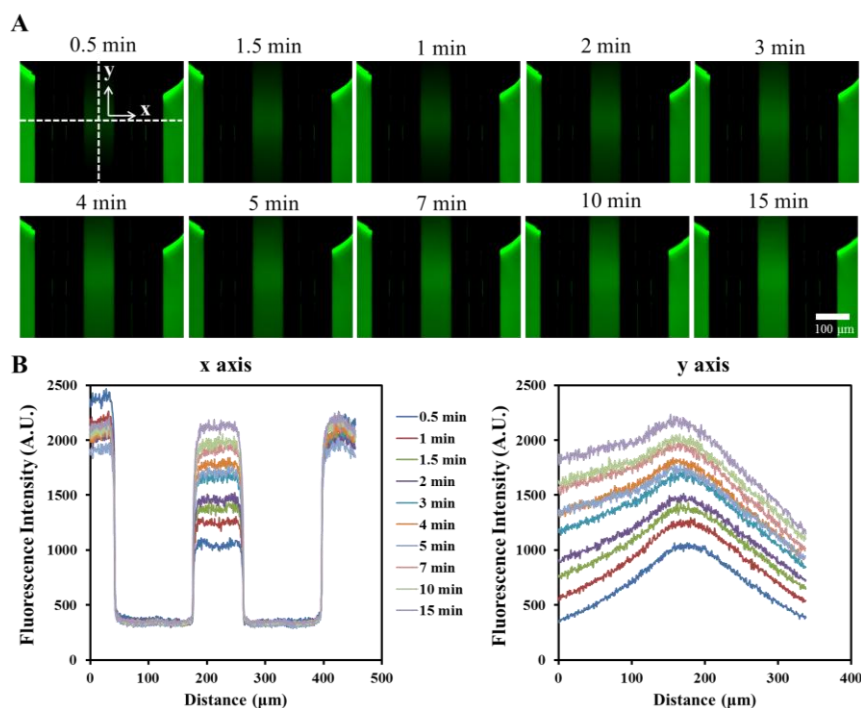 A
0.5 min
1.5 min
1 min
2 min
3 min
y
x
4 min
5 min
7 min
10 min
15 min
100 μm
B
x axis
Fluorescence Intensity (A.U.)
2500
2000
1500
1000
500
0
0 100 200 300 400 500
Distance (μm)
0.5 min
1 min
1.5 min
2 min
3 min
4 min
5 min
7 min
10 min
15 min
y axis
Fluorescence Intensity (A.U.)
2500
2000
1500
1000
500
0
0 100 200 300 400
Distance (μm)